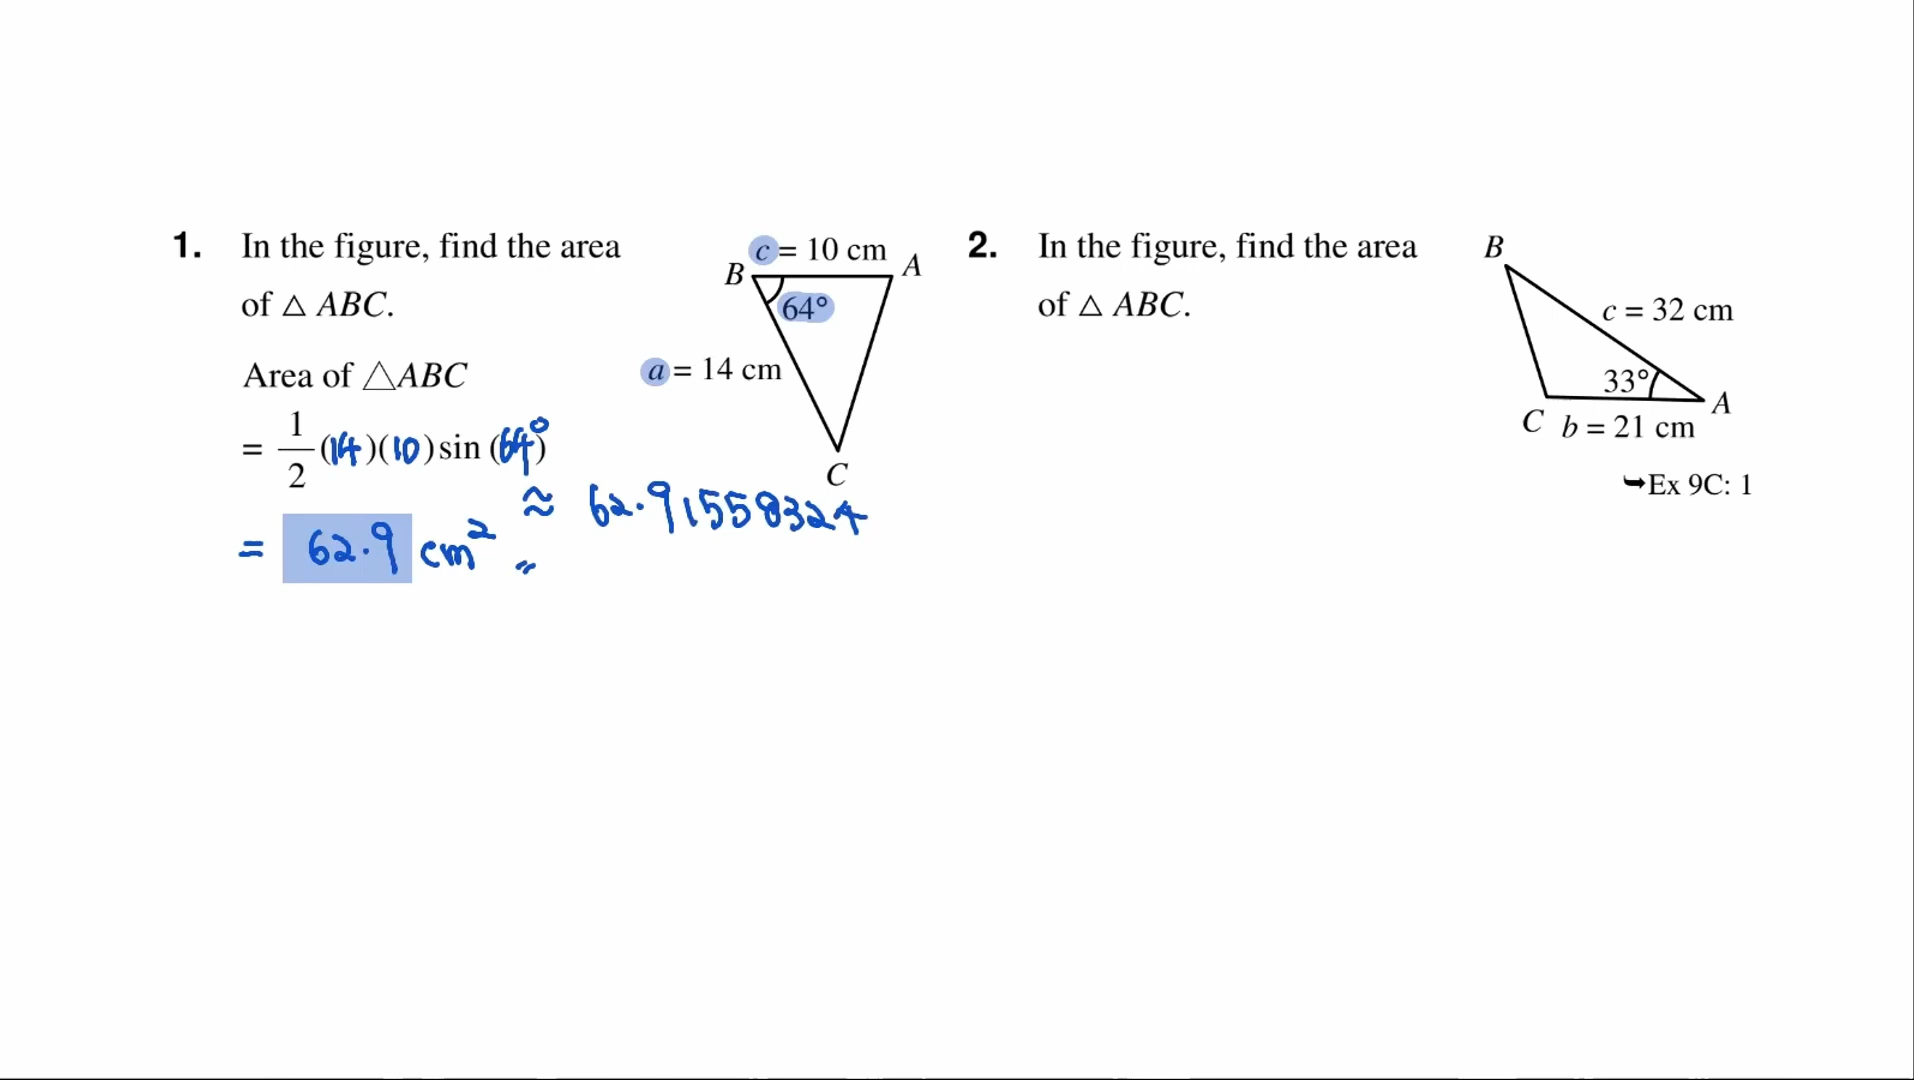 1. In the figure, find the area
of △ ABC.
c = 10 cm
B
A
64°
a = 14 cm
C
Area of △ABC
= 1/2 (14)(10) sin (64°)
≈ 62.91558324
= 62.9 cm² 〃
2. In the figure, find the area
of △ ABC.
B
c = 32 cm
33°
A
C b = 21 cm
➥Ex 9C: 1